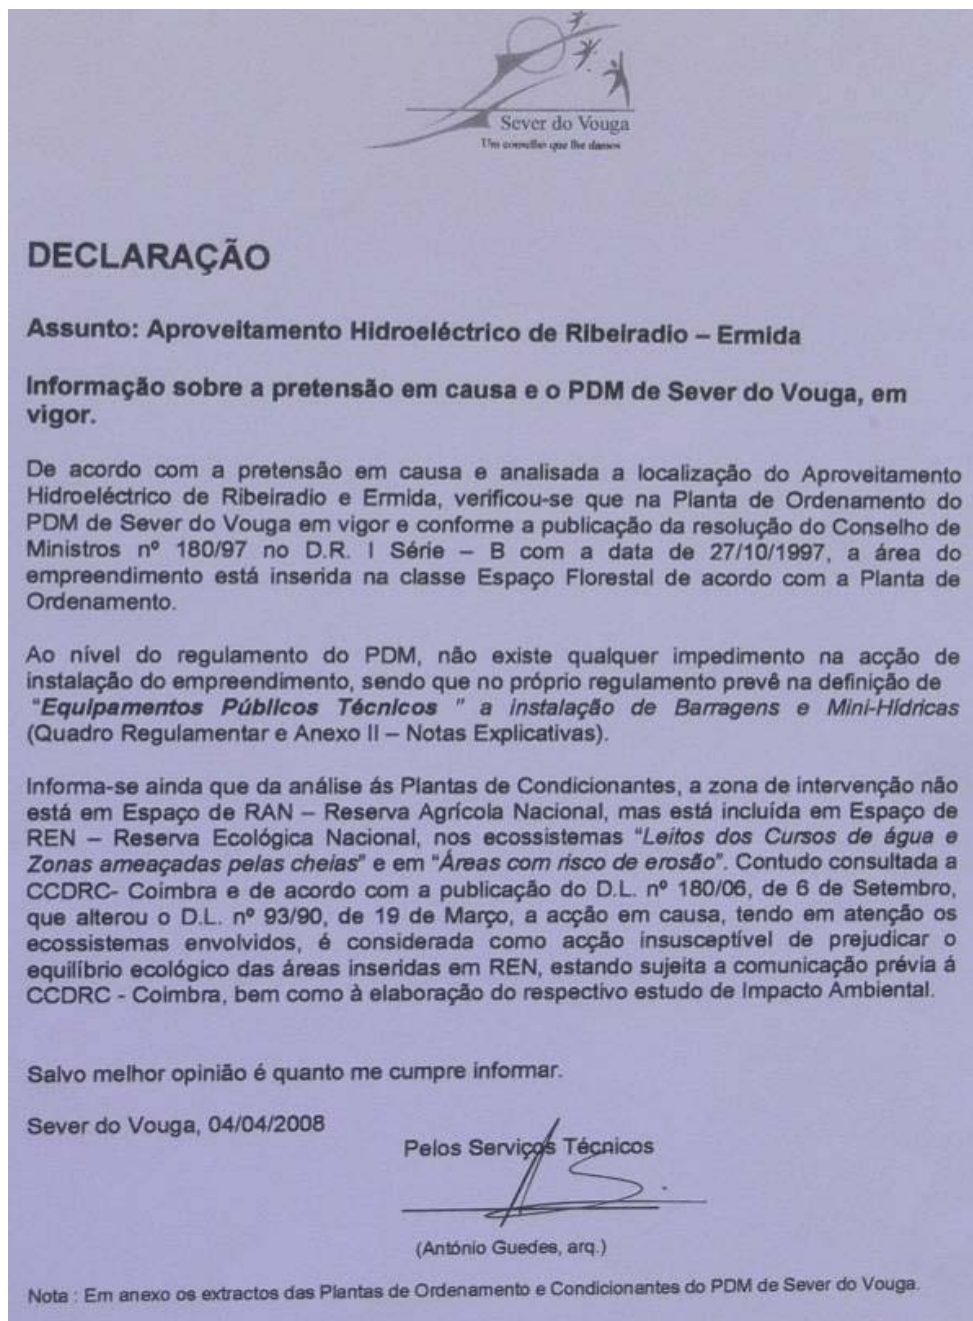 Sever do Vouga
Um conselho que lhe damos
DECLARAÇÃO
Assunto: Aproveitamento Hidroeléctrico de Ribeiradio – Ermida
Informação sobre a pretensão em causa e o PDM de Sever do Vouga, em
vigor.
De acordo com a pretensão em causa e analisada a localização do Aproveitamento
Hidroeléctrico de Ribeiradio e Ermida, verificou-se que na Planta de Ordenamento do
PDM de Sever do Vouga em vigor e conforme a publicação da resolução do Conselho de
Ministros nº 180/97 no D.R. I Série – B com a data de 27/10/1997, a área do
empreendimento está inserida na classe Espaço Florestal de acordo com a Planta de
Ordenamento.
Ao nível do regulamento do PDM, não existe qualquer impedimento na acção de
instalação do empreendimento, sendo que no próprio regulamento prevê na definição de
“Equipamentos Públicos Técnicos ” a instalação de Barragens e Mini-Hídricas
(Quadro Regulamentar e Anexo II – Notas Explicativas).
Informa-se ainda que da análise ás Plantas de Condicionantes, a zona de intervenção não
está em Espaço de RAN – Reserva Agrícola Nacional, mas está incluída em Espaço de
REN – Reserva Ecológica Nacional, nos ecossistemas “Leitos dos Cursos de água e
Zonas ameaçadas pelas cheias” e em “Áreas com risco de erosão”. Contudo consultada a
CCDRC- Coimbra e de acordo com a publicação do D.L. nº 180/06, de 6 de Setembro,
que alterou o D.L. nº 93/90, de 19 de Março, a acção em causa, tendo em atenção os
ecossistemas envolvidos, é considerada como acção insusceptível de prejudicar o
equilíbrio ecológico das áreas inseridas em REN, estando sujeita a comunicação prévia á
CCDRC - Coimbra, bem como à elaboração do respectivo estudo de Impacto Ambiental.
Salvo melhor opinião é quanto me cumpre informar.
Sever do Vouga, 04/04/2008
Pelos Serviços Técnicos
(António Guedes, arq.)
Nota : Em anexo os extractos das Plantas de Ordenamento e Condicionantes do PDM de Sever do Vouga.